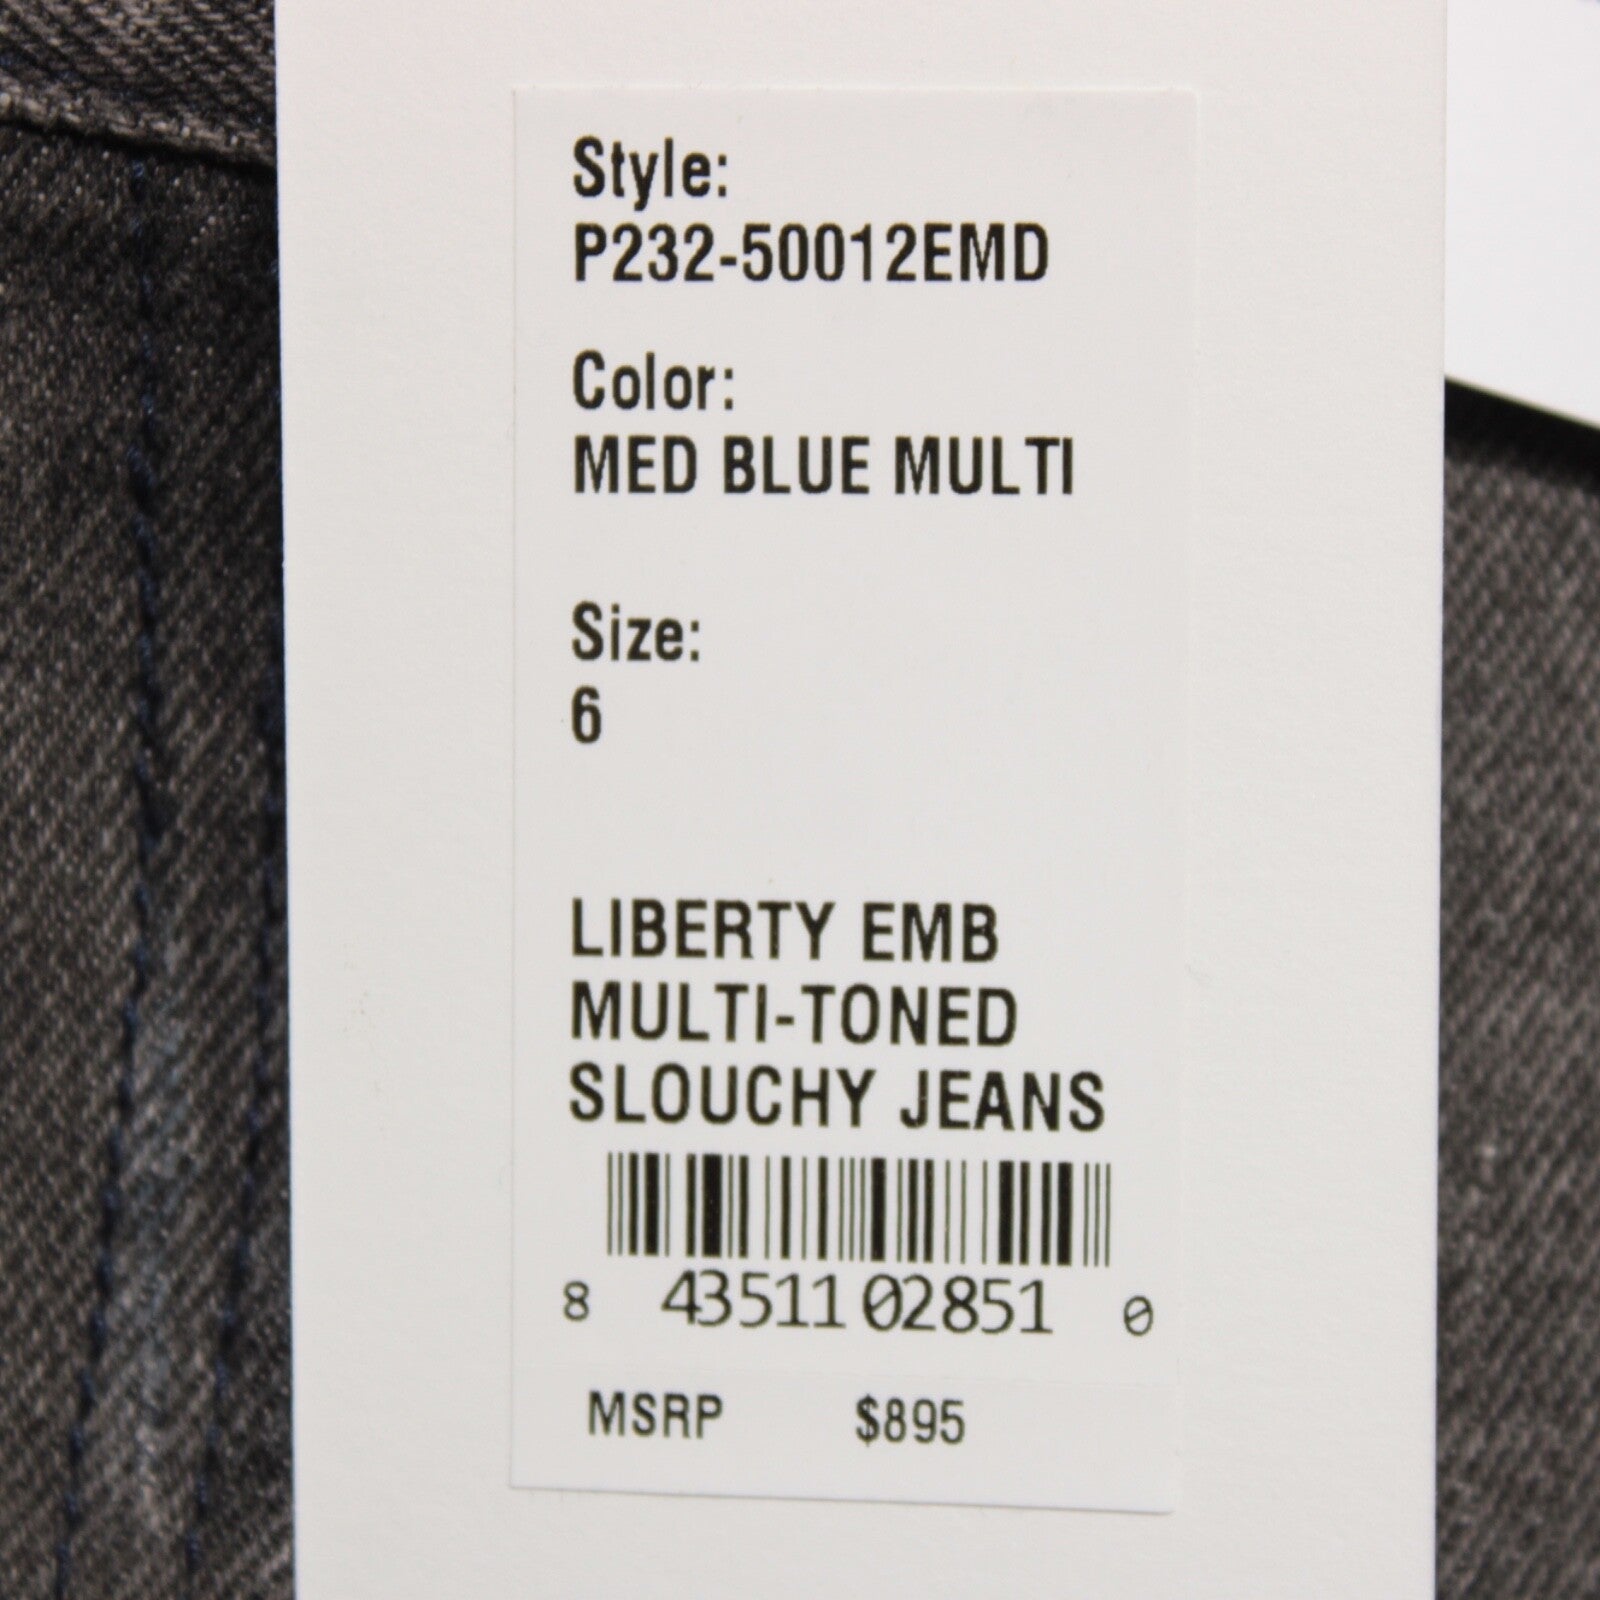 Style:
P232-50012EMD
Color:
MED BLUE MULTI
Size:
6
LIBERTY EMB
MULTI-TONED
SLOUCHY JEANS
8 43511 02851 0
MSRP $895